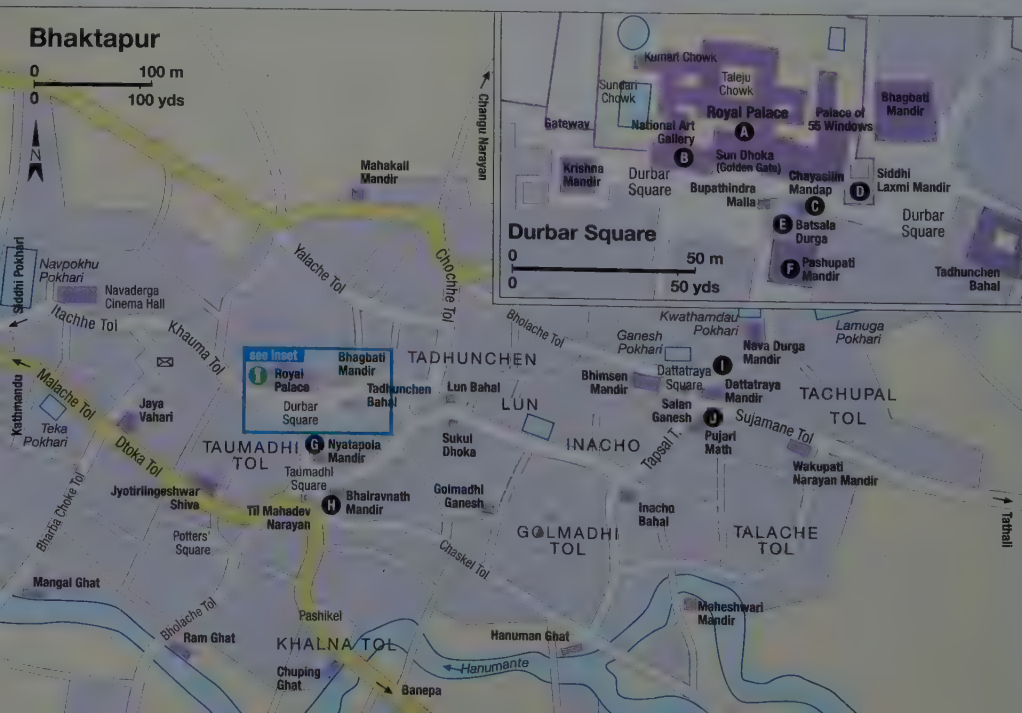 Bhaktapur
0 100 m
0 100 yds
N
Changu Narayan
Mahakali
Mandir
Siddhi Pokhari
Navpokhu
Pokhari
Navaderga
Cinema Hall
Itachhe Tol
Khauma Tol
Yalache Tol
Chochhe Tol
Kathmandu
Malache Tol
Teka
Pokhari
Jaya
Vahari
Dtoka Tol
see Inset
Royal
Palace
Bhagbati
Mandir
Durbar
Square
Tadhunchen
Bahal
TADHUNCHEN
Lun Bahal
LUN
Sukul
Dhoka
TAUMADHI
TOL
G
Nyatapola
Mandir
Taumadhi
Square
H
Bhairavnath
Mandir
Til Mahadev
Narayan
Jyotirlingeshwar
Shiva
Potters'
Square
Bharba Choke Tol
Golmadhi
Ganesh
GOLMADHI
TOL
Chaskel Tol
Bholache Tol
Ganesh
Pokhari
Kwathamdau
Pokhari
Lamuga
Pokhari
I
Nava Durga
Mandir
Dattatraya
Square
Bhimsen
Mandir
Dattatraya
Mandir
TACHUPAL
TOL
Salan
Ganesh
J
Sujamane Tol
Pujari
Math
Tapsal T.
INACHO
Wakupati
Narayan Mandir
Inacho
Bahal
TALACHE
TOL
Tathali
Mangal Ghat
Bholache Tol
Ram Ghat
Pashikel
KHALNA TOL
Chuping
Ghat
Banepa
Hanuman Ghat
Hanumante
Maheshwari
Mandir
Kumari Chowk
Taleju
Chowk
Sundari
Chowk
Royal Palace
A
Palace of
55 Windows
Bhagbati
Mandir
Gateway
National Art
Gallery
B
Sun Dhoka
(Golden Gate)
Krishna
Mandir
Durbar
Square
Bupathindra
Malla
Chayasilin
Mandap
C
D
Siddhi
Laxmi Mandir
E
Batsala
Durga
Durbar
Square
F
Pashupati
Mandir
Tadhunchen
Bahal
Durbar Square
0 50 m
0 50 yds